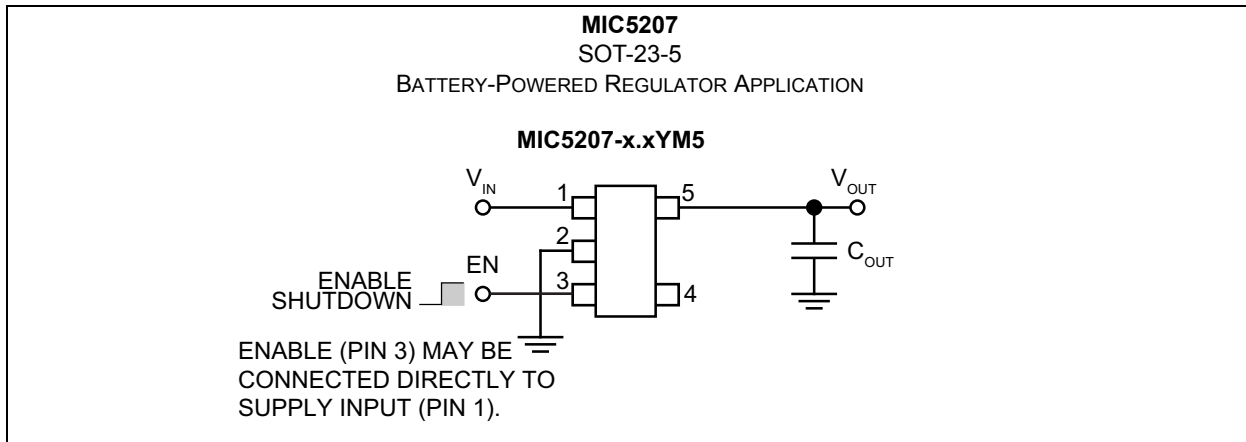 MIC5207
SOT-23-5
BATTERY-POWERED REGULATOR APPLICATION
MIC5207-x.xYM5
VIN
VOUT
1
5
2
EN
COUT
ENABLE
SHUTDOWN
3
4
ENABLE (PIN 3) MAY BE
CONNECTED DIRECTLY TO
SUPPLY INPUT (PIN 1).